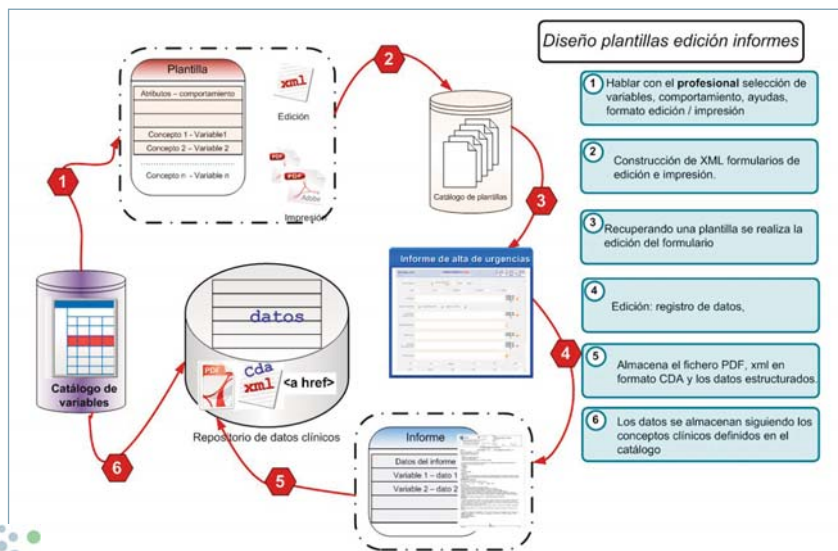 Diseño plantillas edición informes
Plantilla
Atributos – comportamiento
Concepto 1 - Variable1
Concepto 2 – Variable 2
Concepto n – Variable n
xml
Edición
PDF
PDF
Adobe
Impresión
2
Catálogo de plantillas
1
3
Catálogo de
variables
datos
PDF
Cda
xml
<a href>
Repositorio de datos clínicos
Informe de alta de urgencias
4
6
5
Informe
Datos del informe
Variable 1 – dato 1
Variable 2 – dato 2
1 Hablar con el profesional selección de
variables, comportamiento, ayudas,
formato edición / impresión
2
Construcción de XML formularios de
edición e impresión.
3
Recuperando una plantilla se realiza la
edición del formulario
4
Edición: registro de datos,
5 Almacena el fichero PDF, xml en
formato CDA y los datos estructurados.
6 Los datos se almacenan siguiendo los
conceptos clínicos definidos en el
catálogo